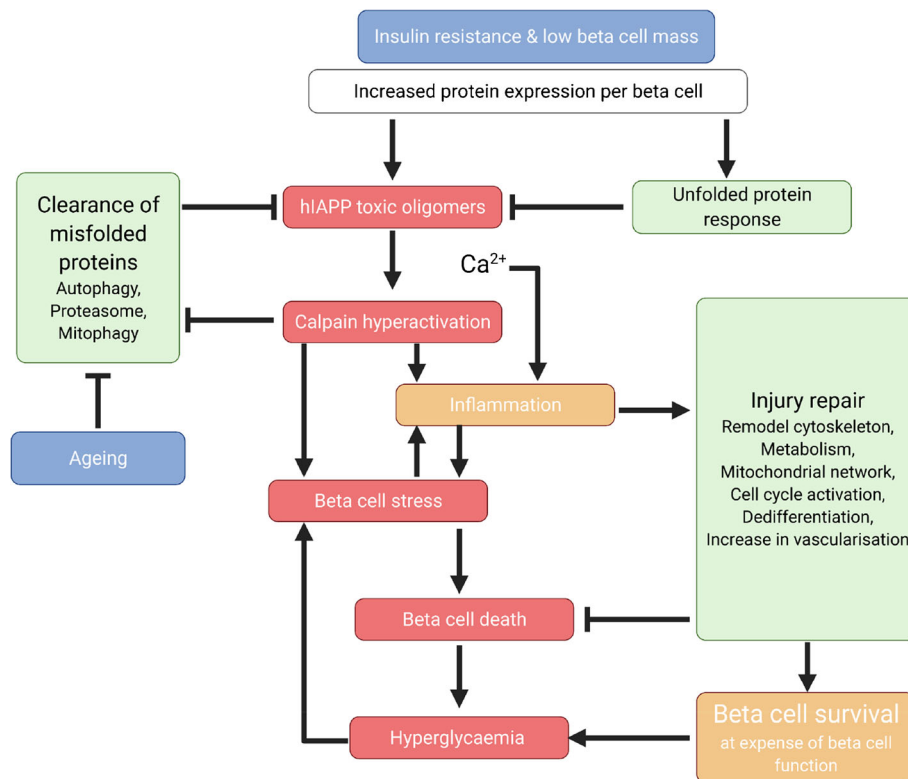 Insulin resistance & low beta cell mass
Increased protein expression per beta cell
Clearance of
misfolded
proteins
Autophagy,
Proteasome,
Mitophagy
hIAPP toxic oligomers
Unfolded protein
response
Ca²⁺
Calpain hyperactivation
Inflammation
Injury repair
Remodel cytoskeleton,
Metabolism,
Mitochondrial network,
Cell cycle activation,
Dedifferentiation,
Increase in vascularisation
Ageing
Beta cell stress
Beta cell death
Hyperglycaemia
Beta cell survival
at expense of beta cell
function